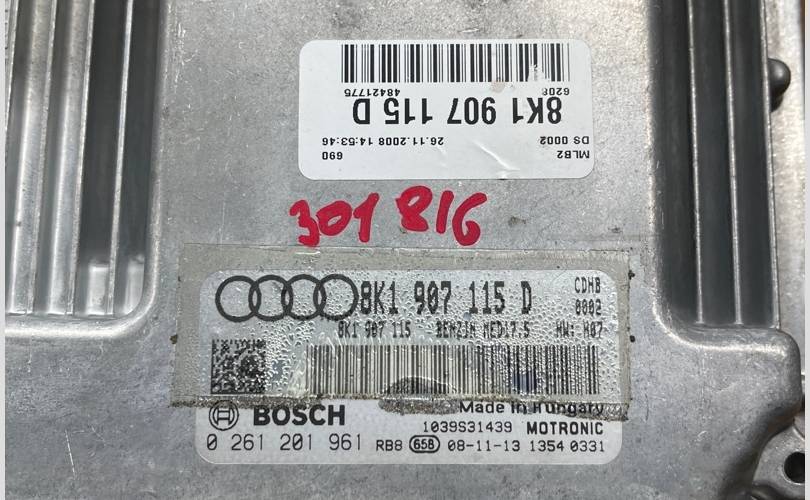 MLB2
690
DS 0002
26.11.2008 14:53:46
8K1 907 115 D
6208
48421775
301 816
8K1 907 115 D
CDHB
0002
8K1 907 115
BENZIN MED17.5
HW: H07
Made in Hungary
BOSCH
1039S31439 MOTRONIC
0 261 201 961 RB8 658 08-11-13 1354 0331